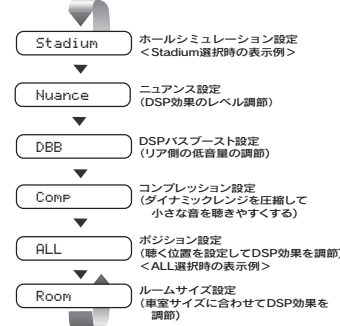 Stadium
ホールシミュレーション設定
＜Stadium選択時の表示例＞
Nuance
ニュアンス設定
(DSP効果のレベル調節)
DBB
DSPバスブースト設定
(リア側の低音量の調節)
Comp
コンプレッション設定
(ダイナミックレンジを圧縮して
小さな音を聴きやすくする)
ALL
ポジション設定
(聴く位置を設定してDSP効果を調節)
＜ALL選択時の表示例＞
Room
ルームサイズ設定
(車室サイズに合わせてDSP効果を
調節)